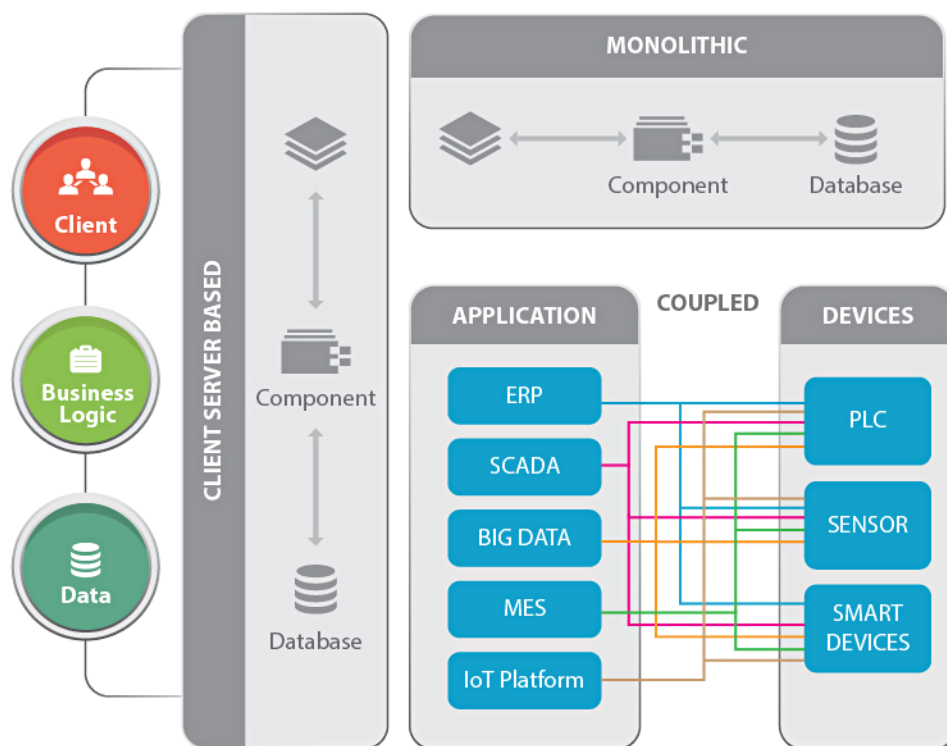 Client
Business
Logic
Data
CLIENT SERVER BASED
Component
Database
MONOLITHIC
Component
Database
APPLICATION
COUPLED
DEVICES
ERP
SCADA
BIG DATA
MES
IoT Platform
PLC
SENSOR
SMART
DEVICES